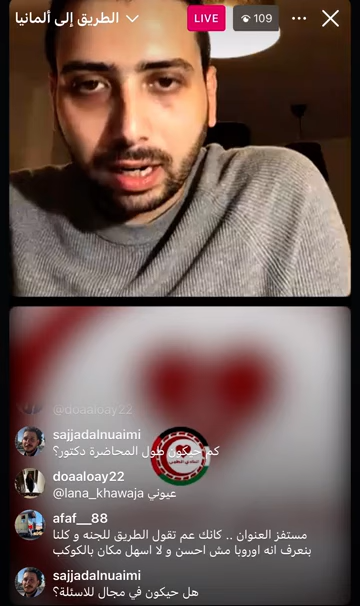 الطريق إلى ألمانيا
LIVE
109
@doaaloay22
sajjadalnuaimi
كم حيكون طول المحاضرة دكتور؟
doaaloay22
@lana_khawaja عيوني
afaf__88
مستفز العنوان .. كانك عم تقول الطريق للجنه و كلنا
بنعرف انه اوروبا مش احسن و لا اسهل مكان بالكوكب
sajjadalnuaimi
هل حيكون في مجال للاسئلة؟